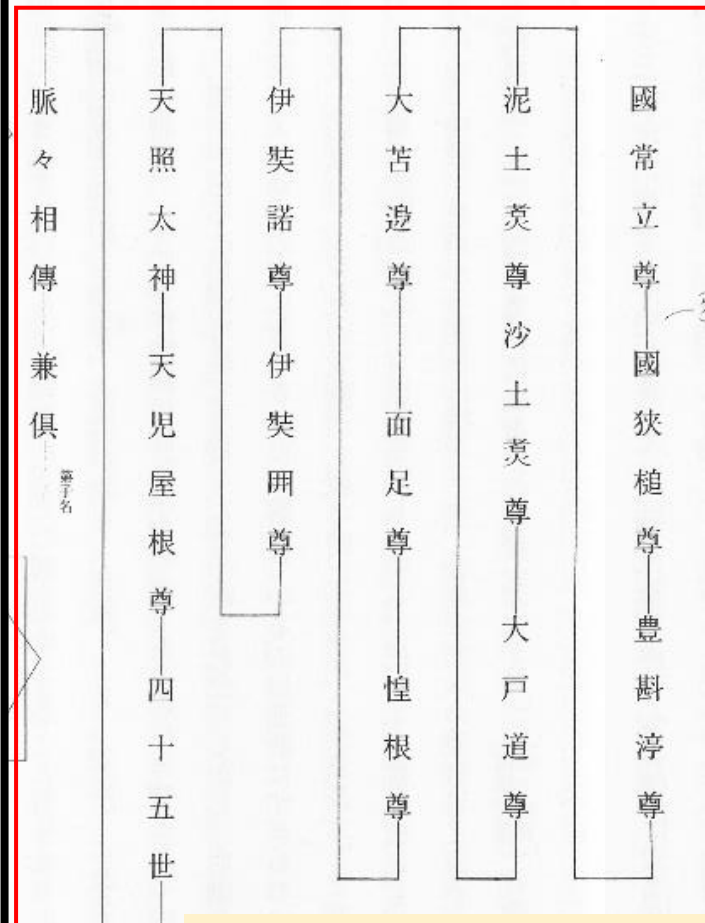 國常立尊國狭槌尊豊斟渟尊
泥土煑尊沙土煑尊大戸道尊
大苫邉尊面足尊惶根尊
伊奘諾尊伊奘冊尊
天照太神天児屋根尊四十五世
脈々相傳兼倶